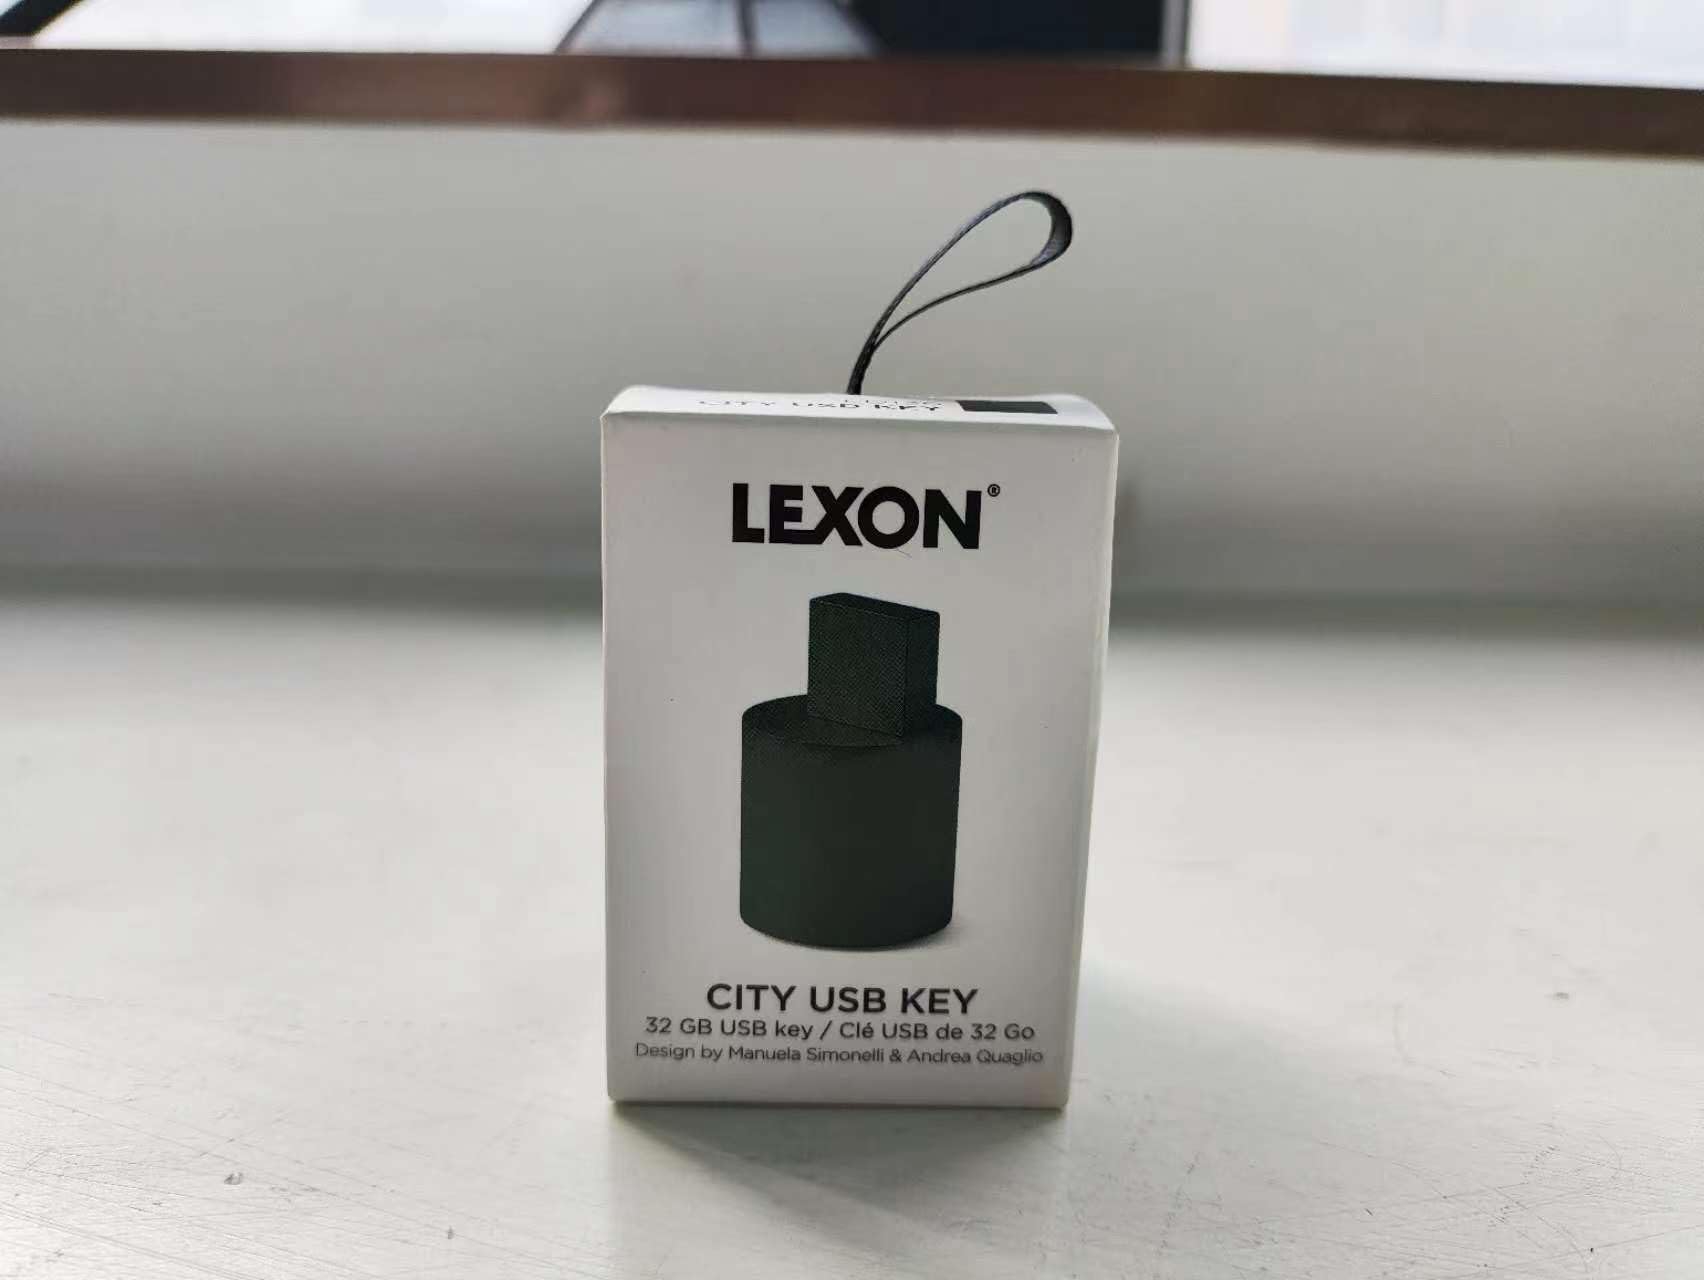 CITY USB KEY
LEXON®
CITY USB KEY
32 GB USB key / Clé USB de 32 Go
Design by Manuela Simonelli & Andrea Quaglio